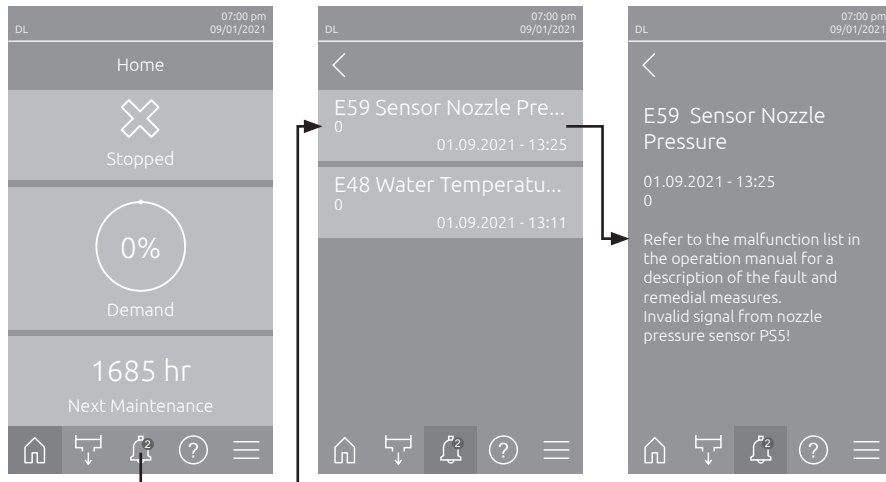 07:00 pm
DL 09/01/2021
Home
Stopped
0%
Demand
1685 hr
Next Maintenance
2
?
07:00 pm
DL 09/01/2021
E59 Sensor Nozzle Pre...
0
01.09.2021 - 13:25
E48 Water Temperatu...
0
01.09.2021 - 13:11
2
?
07:00 pm
DL 09/01/2021
E59 Sensor Nozzle
Pressure
01.09.2021 - 13:25
0
Refer to the malfunction list in
the operation manual for a
description of the fault and
remedial measures.
Invalid signal from nozzle
pressure sensor PS5!
2
?